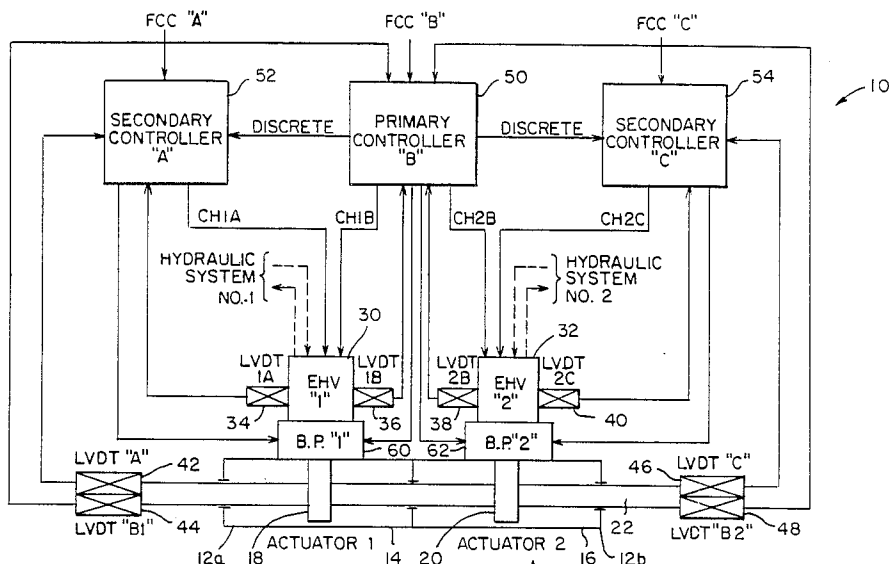 FCC "A"
FCC "B"
FCC "C"
52
50
54
10
SECONDARY
CONTROLLER
"A"
DISCRETE
PRIMARY
CONTROLLER
"B"
DISCRETE
SECONDARY
CONTROLLER
"C"
CH1A
CH1B
CH2B
CH2C
HYDRAULIC
SYSTEM
NO.-1
HYDRAULIC
SYSTEM
NO. 2
30
32
LVDT
1A
EHV
"1"
LVDT
1B
LVDT
2B
EHV
"2"
LVDT
2C
34
36
38
40
B.P. "1"
60
62
B.P."2"
LVDT "A"
42
44
LVDT "B1"
46
LVDT "C"
22
LVDT"B2"
48
12a
18
ACTUATOR 1
14
20
ACTUATOR 2
16
12b